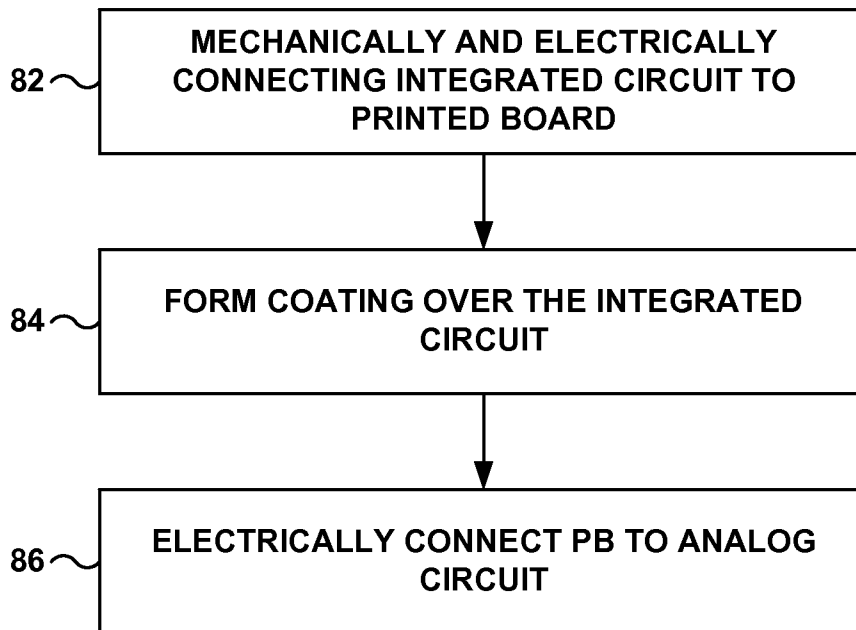 82
MECHANICALLY AND ELECTRICALLY
CONNECTING INTEGRATED CIRCUIT TO
PRINTED BOARD
84
FORM COATING OVER THE INTEGRATED
CIRCUIT
86
ELECTRICALLY CONNECT PB TO ANALOG
CIRCUIT